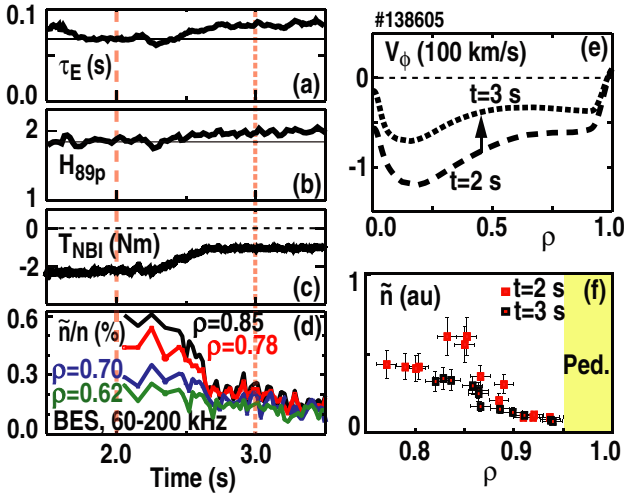 0.1
τE (s)
(a)
0.0
2
H89p
(b)
1
0
TNBI (Nm)
-2
(c)
0.6
ñ/n (%)
(d)
ρ=0.85
ρ=0.78
ρ=0.70
0.3
ρ=0.62
BES, 60-200 kHz
0.0
2.0
3.0
Time (s)
#138605
Vϕ (100 km/s)
(e)
0
t=3 s
-1
t=2 s
0.0
0.5
1.0
ρ
1
ñ (au)
t=2 s
t=3 s
(f)
Ped.
0
0.8
0.9
1.0
ρ